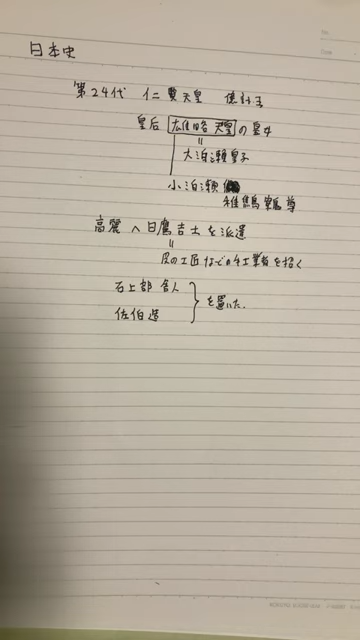 日本史
第24代 仁賢天皇 億計王
皇后 雄略天皇の皇女
=
大泊瀬皇子
小泊瀬
稚鷦鷯尊
高麗へ日鷹吉士を派遣
=
皮の工匠などの手工業者を招く
石上部舎人
佐伯造
を置いた。